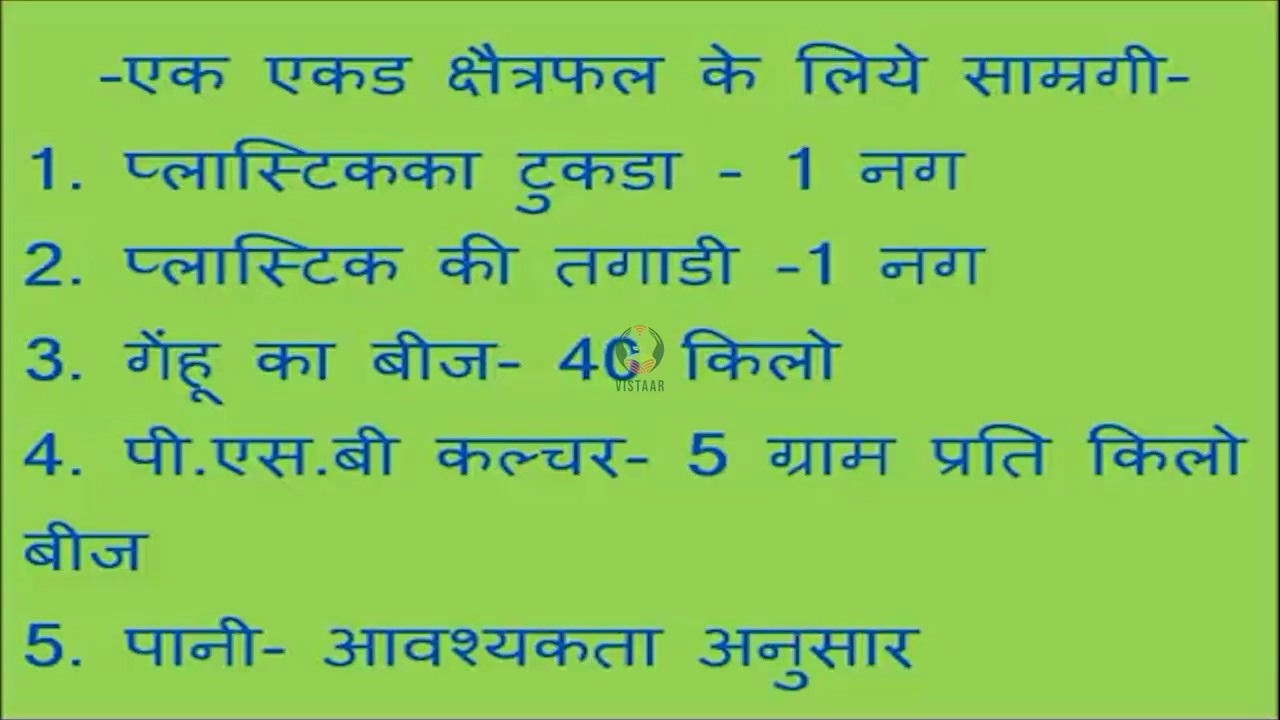 -एक एकड क्षैत्रफल के लिये साम्रगी-
1. प्लास्टिकका टुकडा - 1 नग
2. प्लास्टिक की तगाडी -1 नग
3. गेंहू का बीज- 40 किलो
VISTAAR
4. पी.एस.बी कल्चर- 5 ग्राम प्रति किलो
बीज
5. पानी- आवश्यकता अनुसार